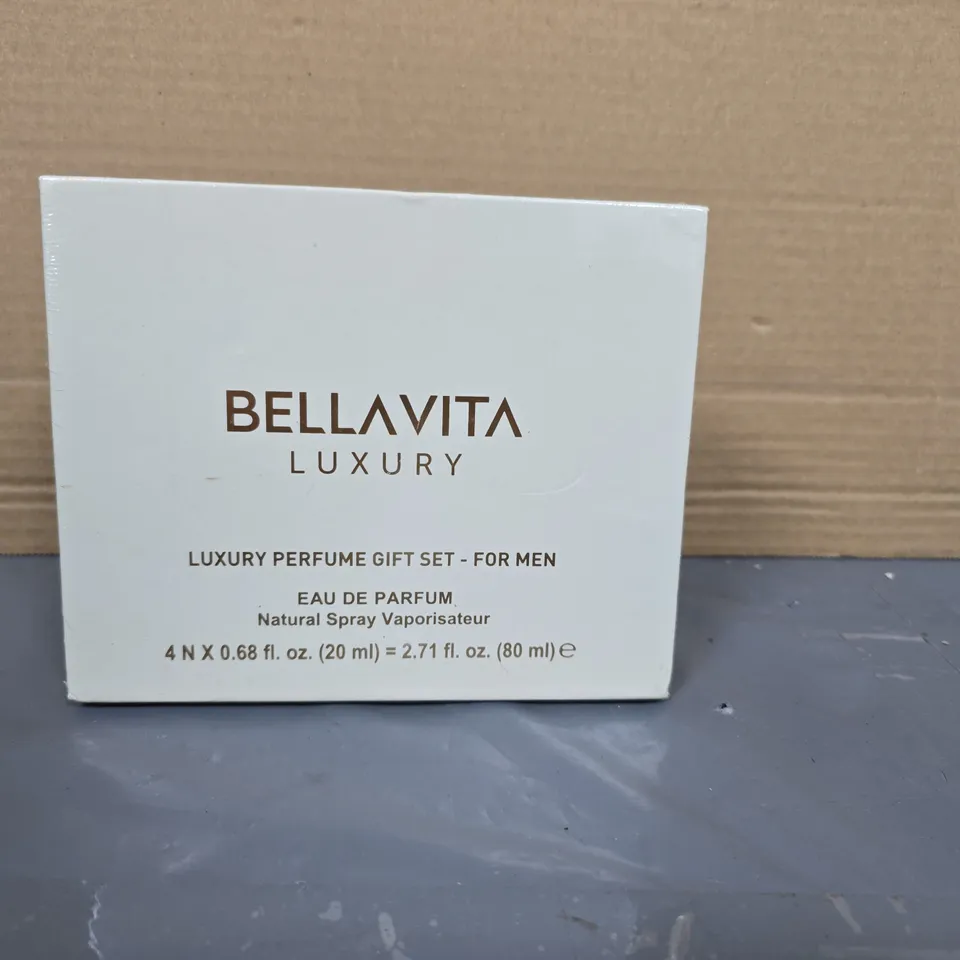 BELLAVITA
LUXURY
LUXURY PERFUME GIFT SET - FOR MEN
EAU DE PARFUM
Natural Spray Vaporisateur
4 N X 0.68 fl. oz. (20 ml) = 2.71 fl. oz. (80 ml) ℮